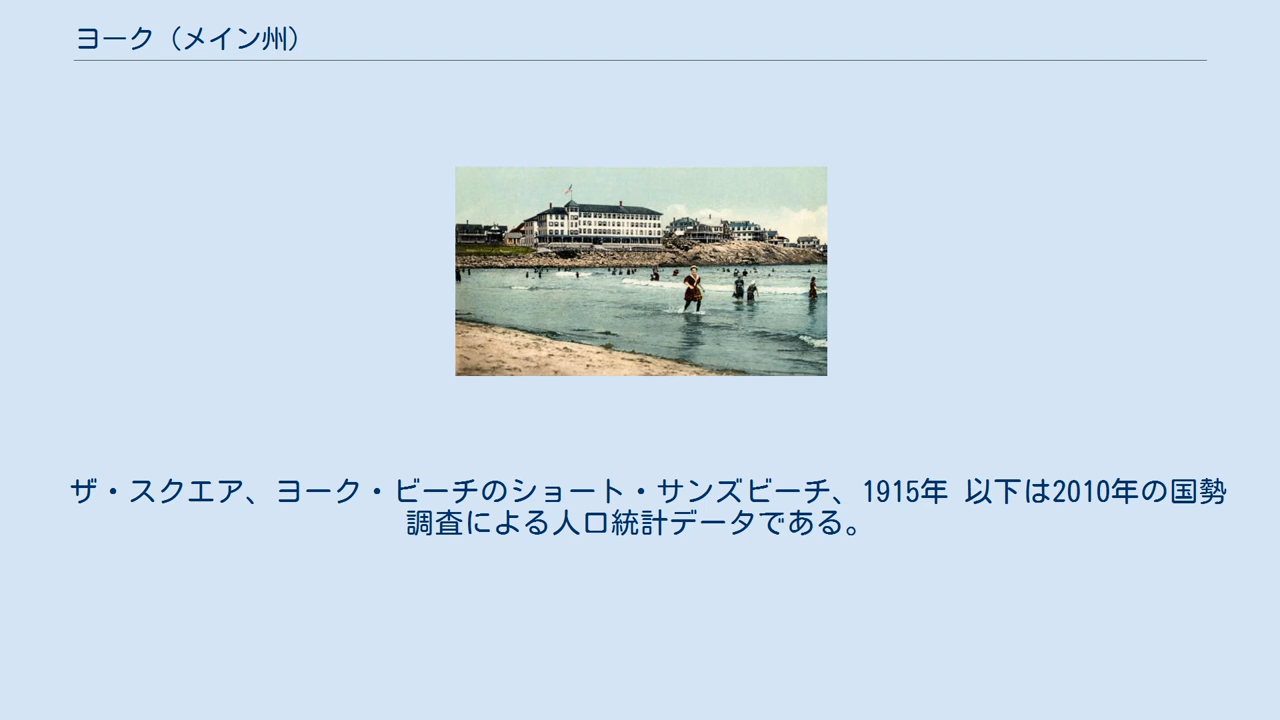 ヨーク（メイン州）
ザ・スクエア、ヨーク・ビーチのショート・サンズビーチ、1915年 以下は2010年の国勢
調査による人口統計データである。